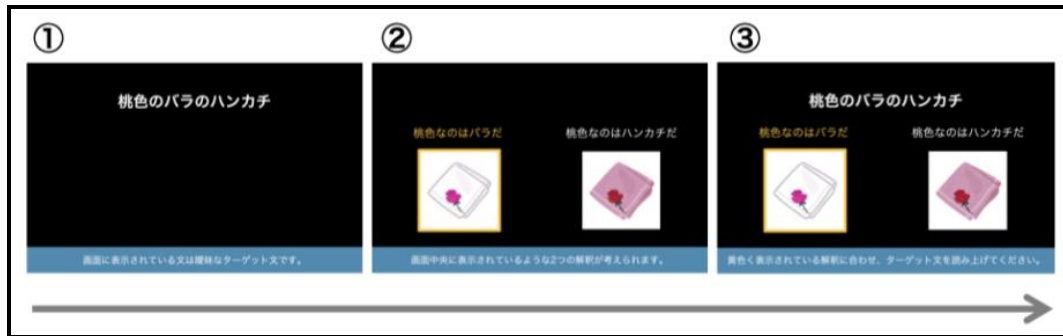 ①
桃色のバラのハンカチ
画面に表示されている文は曖昧なターゲット文です。
②
桃色なのはバラだ
桃色なのはハンカチだ
画面中央に表示されているような2つの解釈が考えられます。
③
桃色のバラのハンカチ
桃色なのはバラだ
桃色なのはハンカチだ
黄色く表示されている解釈に合わせ、ターゲット文を読み上げてください。